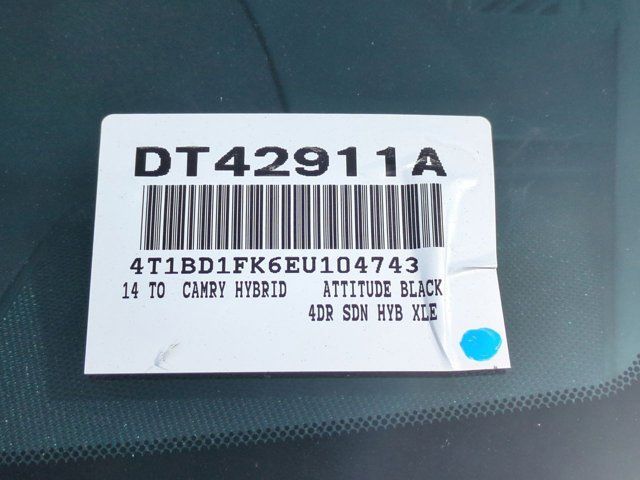 DT42911A
4T1BD1FK6EU104743
14 TO CAMRY HYBRID ATTITUDE BLACK
4DR SDN HYB XLE